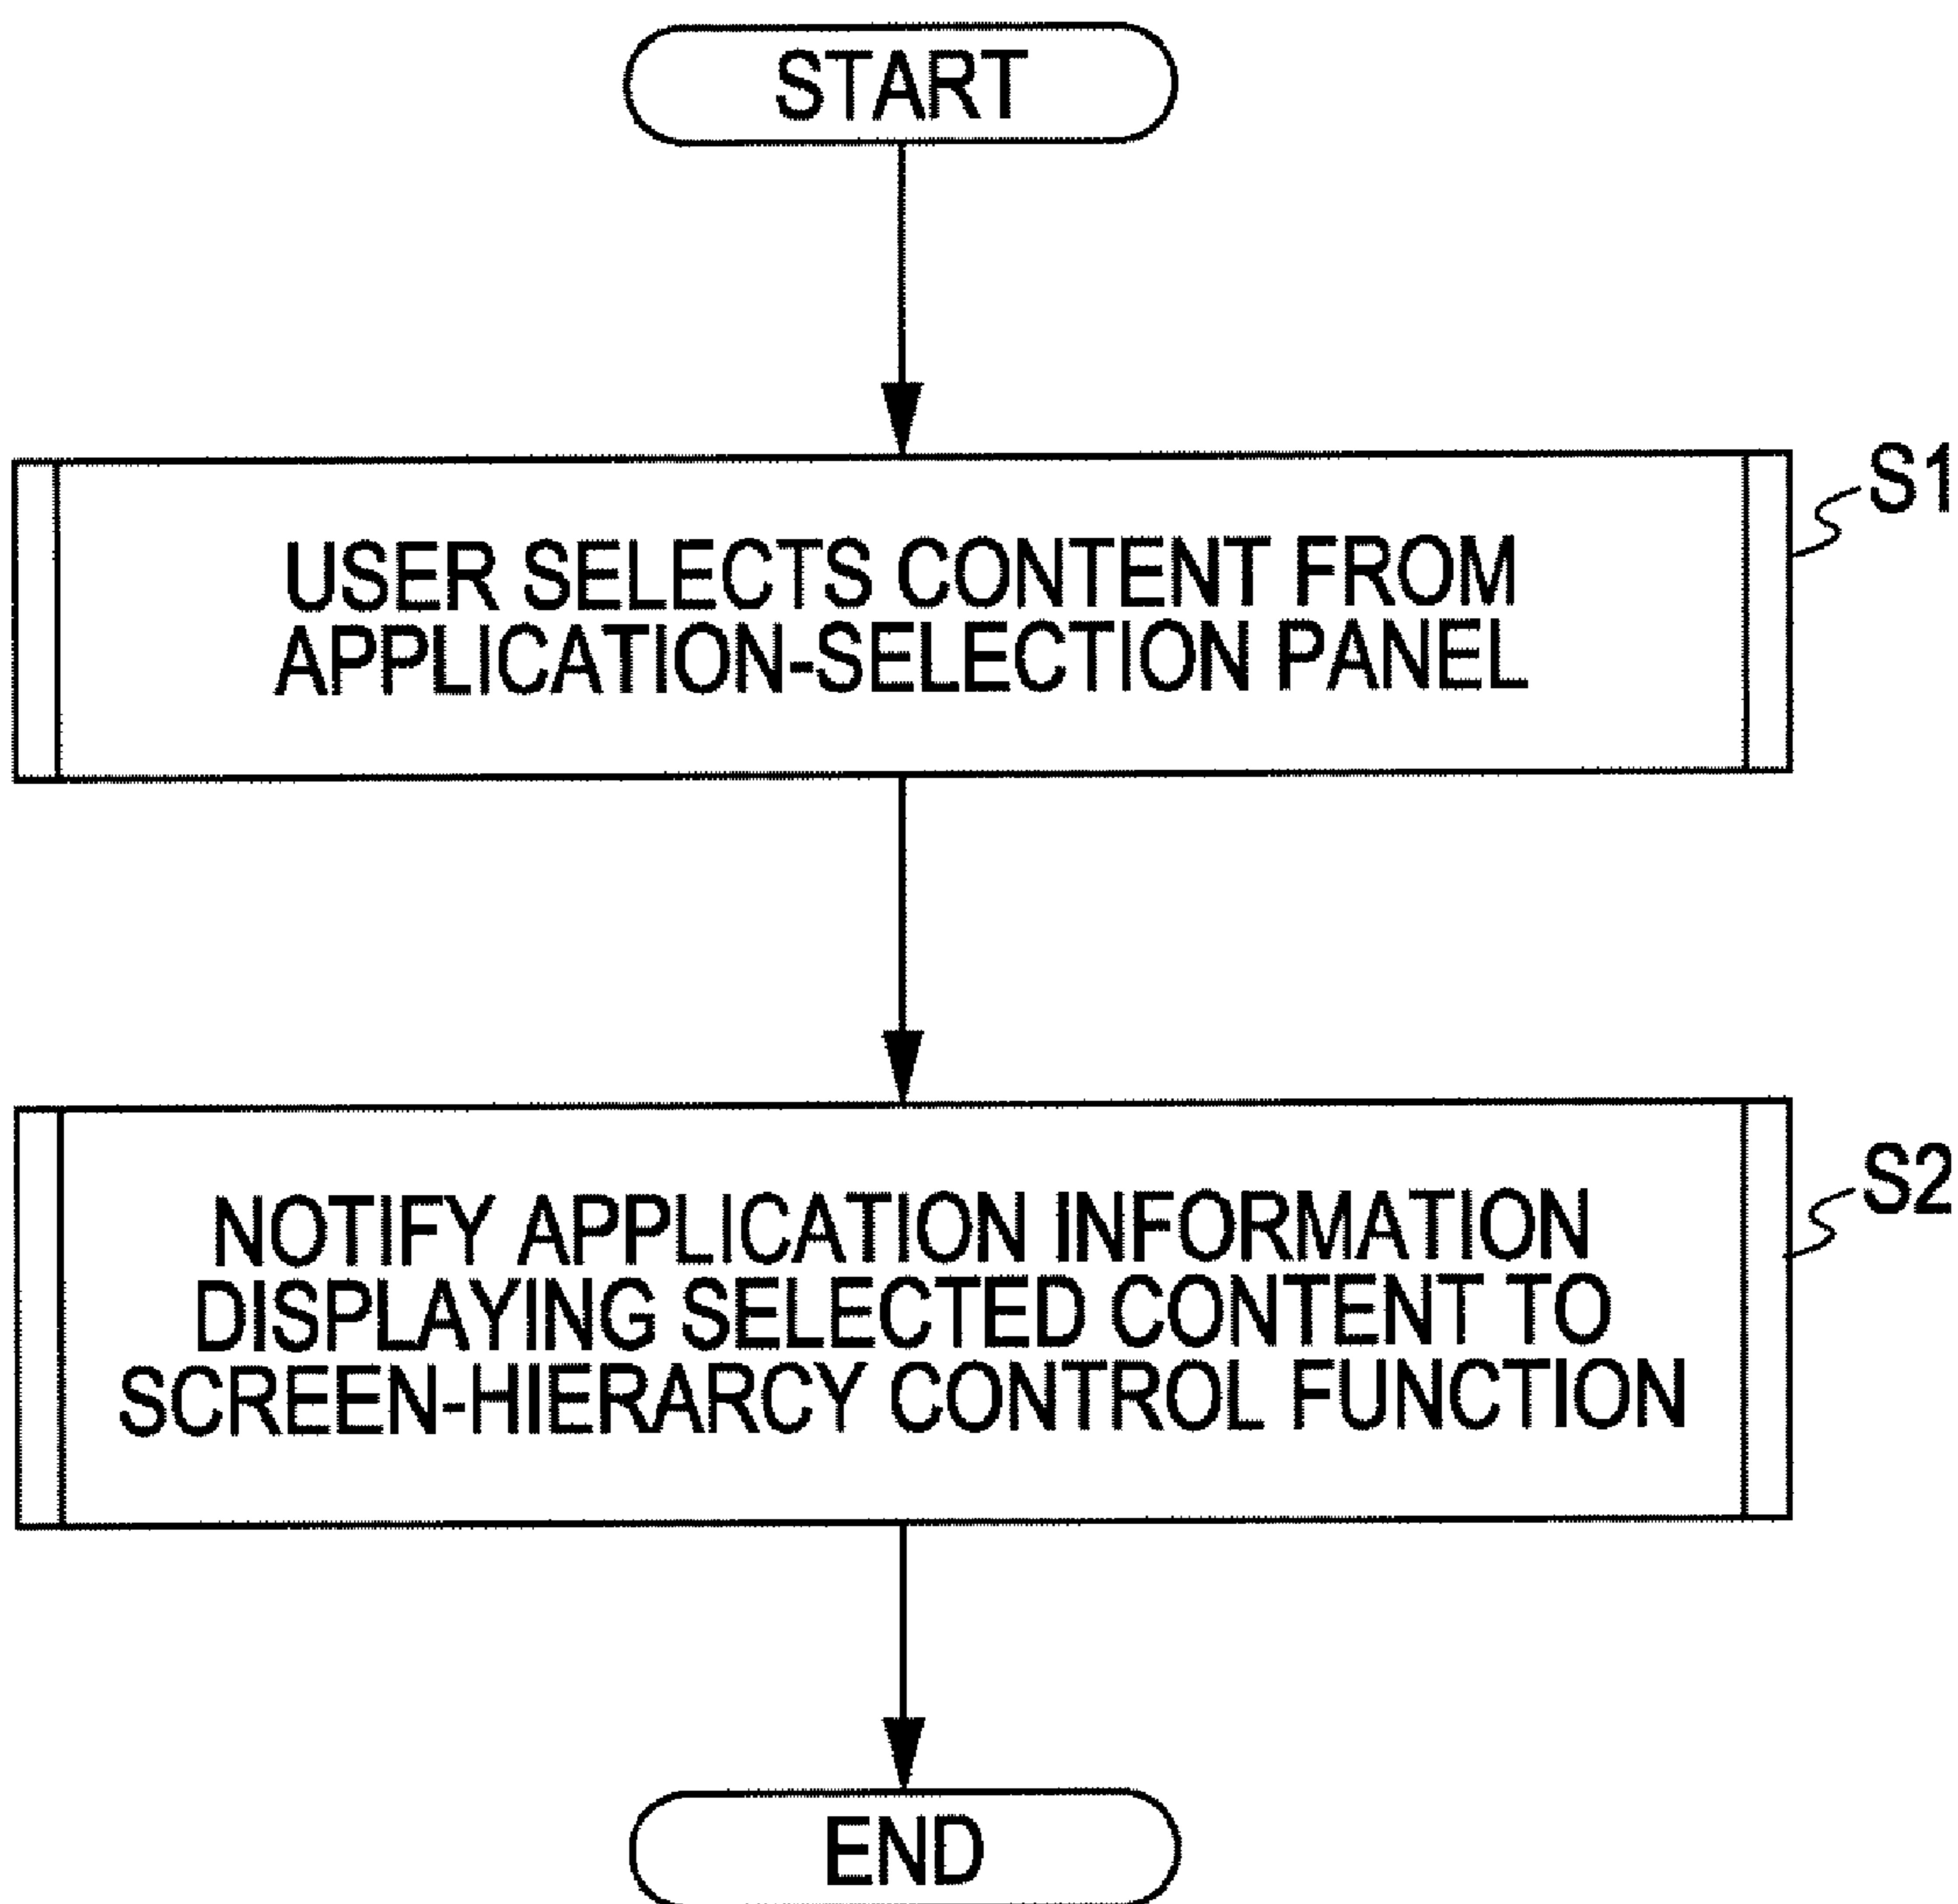 START
S1
USER SELECTS CONTENT FROM
APPLICATION-SELECTION PANEL
S2
NOTIFY APPLICATION INFORMATION
DISPLAYING SELECTED CONTENT TO
SCREEN-HIERARCY CONTROL FUNCTION
END